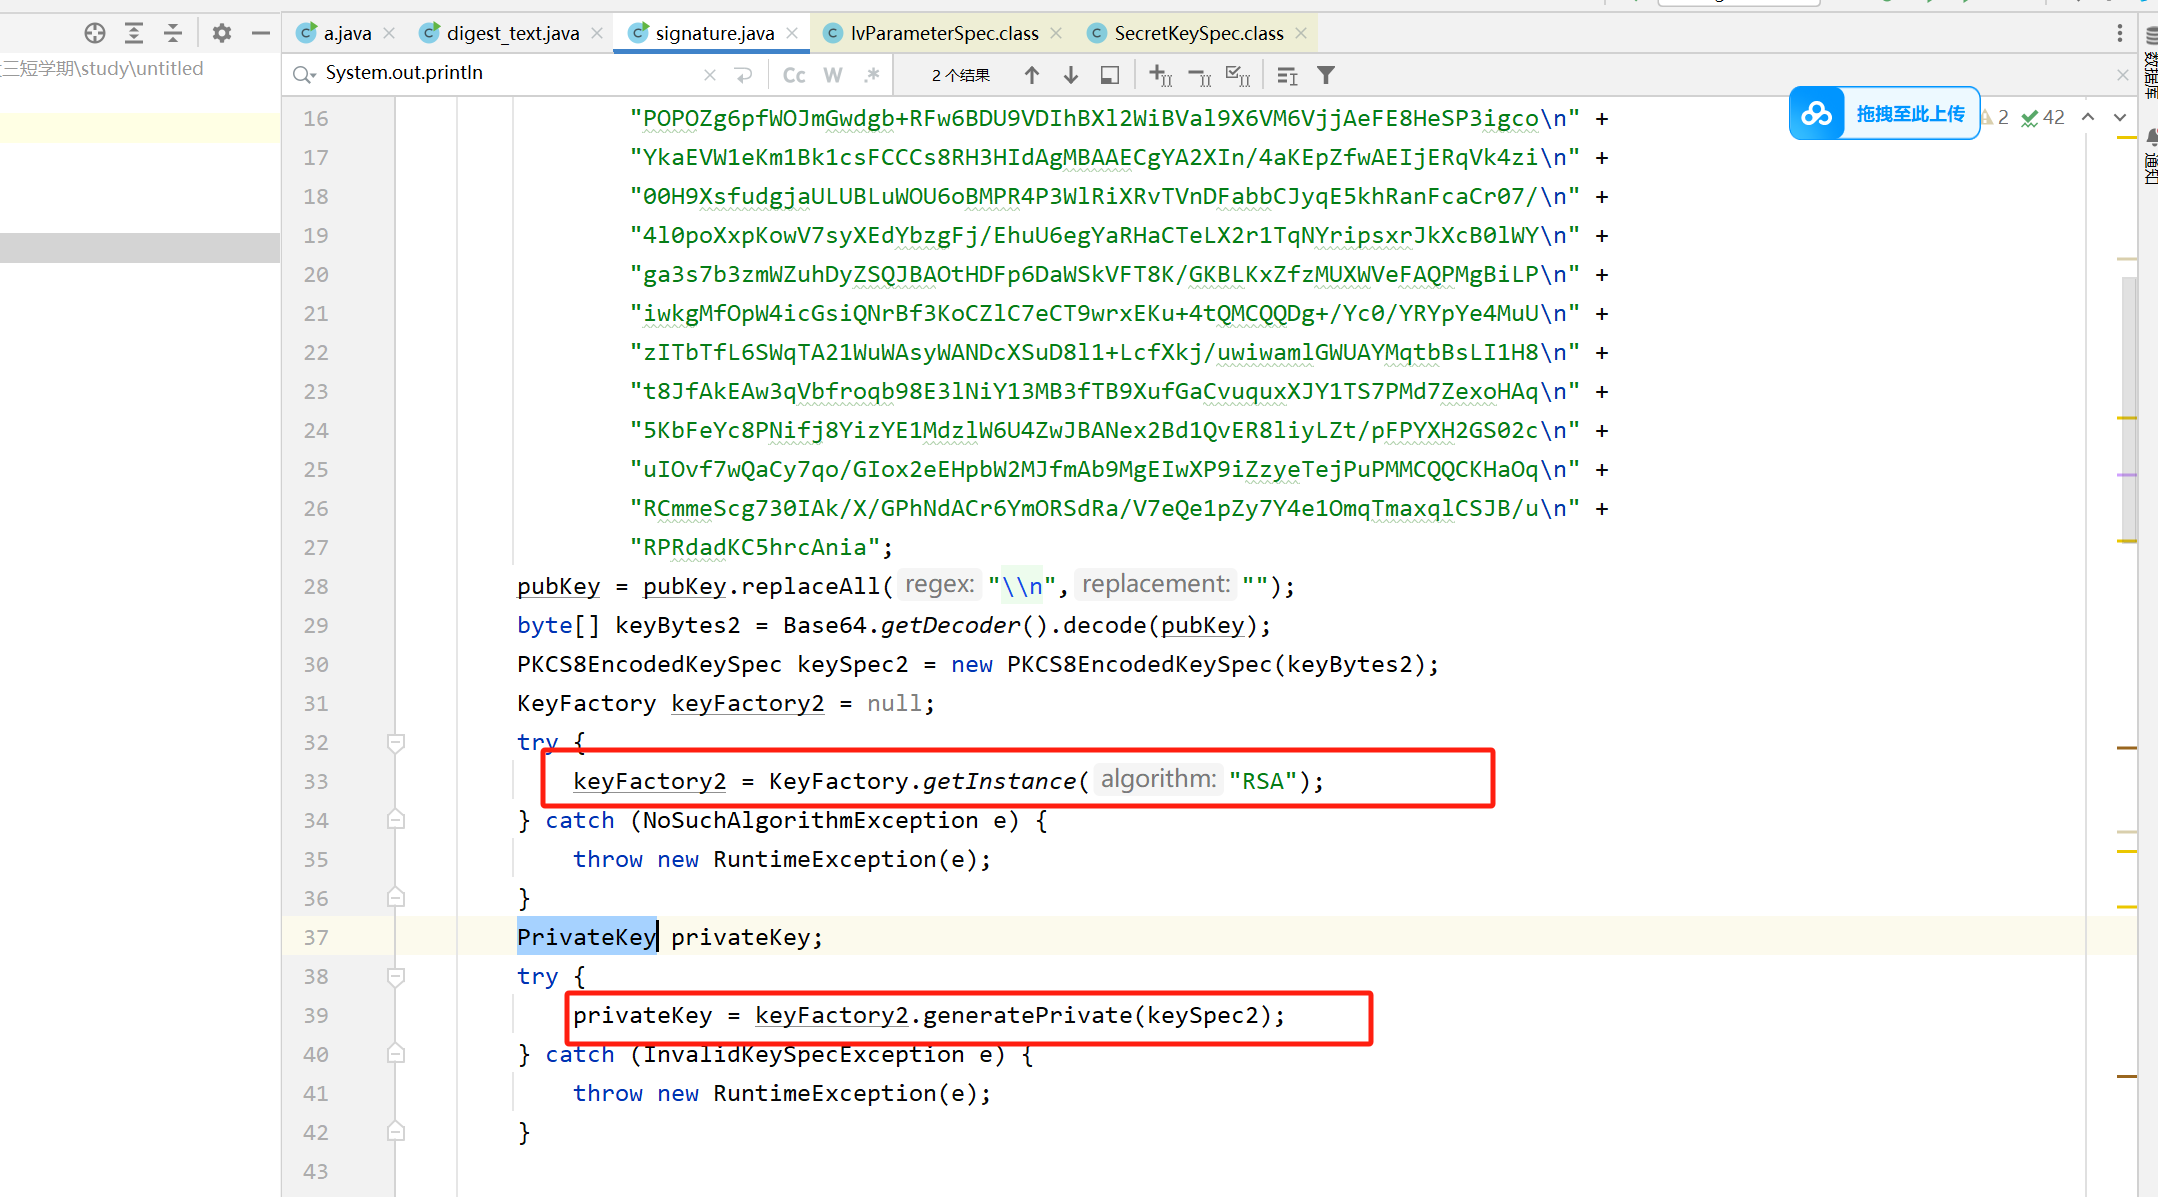 a.java
digest_text.java
signature.java
IvParameterSpec.class
SecretKeySpec.class
三短学期\study\untitled
System.out.println
Cc W .*
2 个结果
拖拽至此上传
2 42
数据库
通知
16 "POPOZg6pfWOJmGwdgb+RFw6BDU9VDIhBXl2WiBVal9X6VM6VjjAeFE8HeSP3igco\n" +
17 "YkaEVW1eKm1Bk1csFCCCs8RH3HIdAgMBAAECgYA2XIn/4aKEpZfwAEIjERqVk4zi\n" +
18 "00H9XsfudgjaULUBLuWOU6oBMPR4P3WlRiXRvTVnDFabbCJyqE5khRanFcaCr07/\n" +
19 "4l0poXxpKowV7syXEdYbzgFj/EhuU6egYaRHaCTeLX2r1TqNYripsxrJkXcB0lWY\n" +
20 "ga3s7b3zmWZuhDyZSQJBAOtHDFp6DaWSkVFT8K/GKBLKxZfzMUXWVeFAQPMgBiLP\n" +
21 "iwkgMfOpW4icGsiQNrBf3KoCZlC7eCT9wrxEKu+4tQMCQQDg+/Yc0/YRYpYe4MuU\n" +
22 "zITbTfL6SWqTA21WuWAsyWANDcXSuD8l1+LcfXkj/uwiwamlGWUAYMqtbBsLI1H8\n" +
23 "t8JfAkEAw3qVbfroqb98E3lNiY13MB3fTB9XufGaCvuquxXJY1TS7PMd7ZexoHAq\n" +
24 "5KbFeYc8PNifj8YizYE1MdzlW6U4ZwJBANex2Bd1QvER8liyLZt/pFPYXH2GS02c\n" +
25 "uIOvf7wQaCy7qo/GIox2eEHpbW2MJfmAb9MgEIwXP9iZzyeTejPuPMMCQQCKHaOq\n" +
26 "RCmmeScg730IAk/X/GPhNdACr6YmORSdRa/V7eQe1pZy7Y4e1OmqTmaxqlCSJB/u\n" +
27 "RPRdadKC5hrcAnia";
28 pubKey = pubKey.replaceAll( regex: "\\n", replacement: "");
29 byte[] keyBytes2 = Base64.getDecoder().decode(pubKey);
30 PKCS8EncodedKeySpec keySpec2 = new PKCS8EncodedKeySpec(keyBytes2);
31 KeyFactory keyFactory2 = null;
32 try {
33 keyFactory2 = KeyFactory.getInstance( algorithm: "RSA");
34 } catch (NoSuchAlgorithmException e) {
35 throw new RuntimeException(e);
36 }
37 PrivateKey privateKey;
38 try {
39 privateKey = keyFactory2.generatePrivate(keySpec2);
40 } catch (InvalidKeySpecException e) {
41 throw new RuntimeException(e);
42 }
43